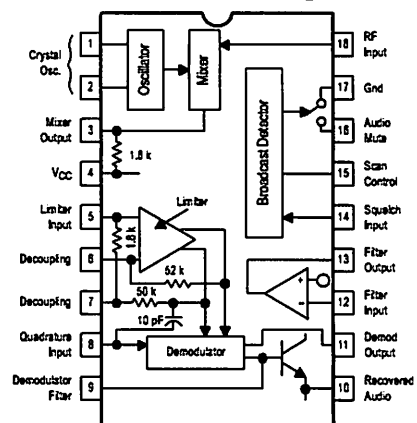 Crystal
Osc.
1
2
Mixer
Output
3
1.8 k
VCC
4
Limiter
Input
5
1.8 k
Decoupling
6
Decoupling
7
Quadrature
Input
8
Demodulator
Filter
9
Oscillator
Mixer
Broadcast Detector
Limiter
52 k
50 k
10 pF
Demodulator
+
-
18
RF
Input
17
Gnd
16
Audio
Mute
15
Scan
Control
14
Squelch Input
13
Filter
Output
12
Filter
Input
11
Demod
Output
10
Recovered
Audio